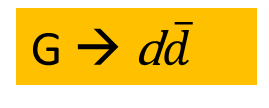 G → dd̄